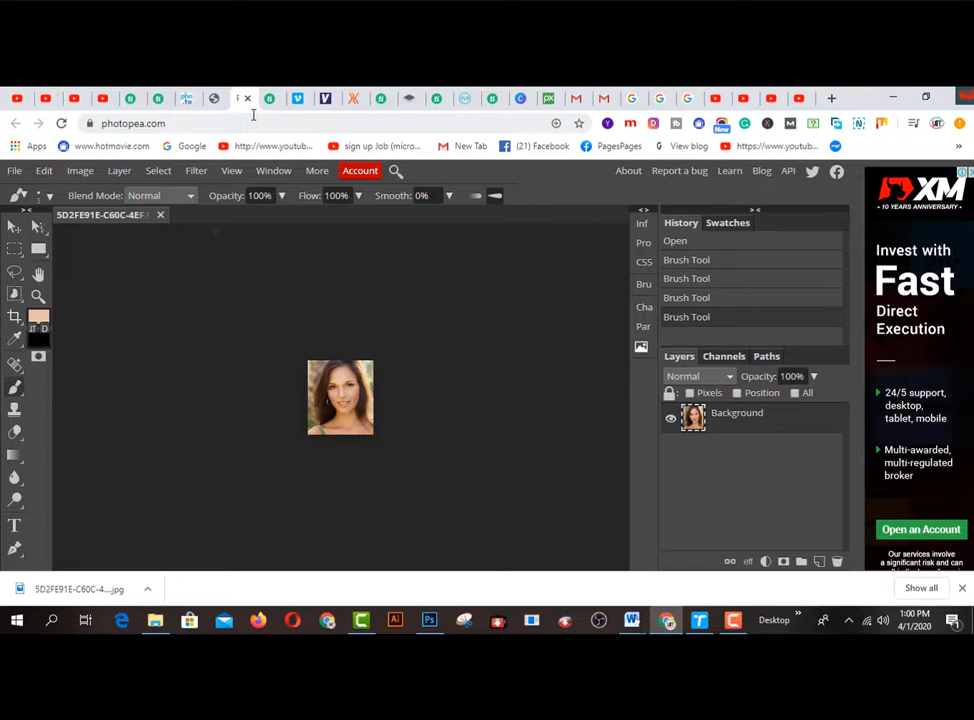 photopea.com
New
Apps
www.hotmovie.com
Google
http://www.youtub...
sign up Job (micro...
New Tab
(21) Facebook
PagesPages
View blog
https://www.youtub...
»
File Edit Image Layer Select Filter View Window More Account
About Report a bug Learn Blog API
Blend Mode: Normal Opacity: 100% Flow: 100% Smooth: 0%
5D2FE91E-C60C-4EF7
Inf
Pro
CSS
Bru
Cha
Par
History Swatches
Open
Brush Tool
Brush Tool
Brush Tool
Brush Tool
Layers Channels Paths
Normal Opacity: 100%
Pixels Position All
Background
eff
XM
10 YEARS ANNIVERSARY
Invest with
Fast
Direct
Execution
24/5 support,
desktop,
tablet, mobile
Multi-awarded,
multi-regulated
broker
Open an Account
Our services involve
a significant risk and can
5D2FE91E-C60C-4....jpg
Show all
Desktop
1:00 PM
4/1/2020